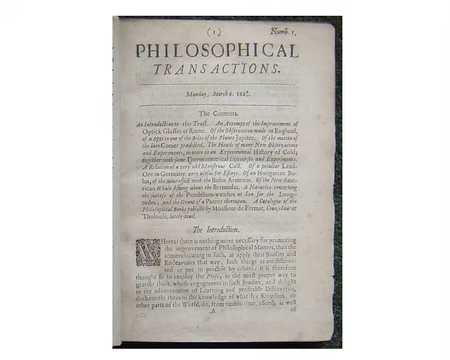 (1)
Numb. 1.
PHILOSOPHICAL
TRANSACTIONS.
Munday, March 6. 166
The Contents.
An Introduction to this Tract. An Accompt of the Improvement of
Optick Glasses at Rome. Of the Observation made in England,
of a Spot in one of the Belts of the Planet Jupiter. Of the motion of
the late Comet prædicted. The Heads of many New Observations
and Experiments, in order to an Experimental History of Cold;
together with some Thermometrical Discourses and Experiments.
A Relation of a very odd Monstrous Calf. Of a peculiar Lead-
Ore in Germany, very useful for Essays. Of an Hungarian Bo-
lus, of the same effect with the Bolus Armenus. Of the New Ame-
rican Whale-fishing about the Bermudas. A Narrative concerning
the success of the Pendulum-watches at Sea for the Longi-
tudes; and the Grant of a Patent thereupon. A Catalogue of the
Philosophical Books publisht by Monsieur de Fermat, Counsellour at
Tholouse, lately dead.
The Introduction.
WHereas there is nothing more necessary for promoting
the improvement of Philosophical Matters, than the
communicating to such, as apply their Studies and
Endeavours that way, such things as are discove-
red or put in practise by others; it is therefore
thought fit to employ the Press, as the most proper way to
gratifie those, whose engagement in such Studies, and delight
in the advancement of Learning and profitable Discoveries,
doth entitle them to the knowledge of what this Kingdom, or
other parts of the World, do, from time to time, afford, as well
A
of